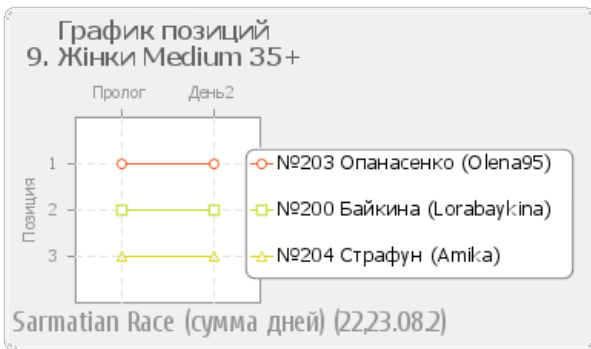 График позиций
9. Жінки Medium 35+
Пролог День2
Позиция
1
2
3
№203 Опанасенко (Olena95)
№200 Байкина (Lorabaykina)
№204 Страфун (Amika)
Sarmatian Race (сумма дней) (22,23.08.2)